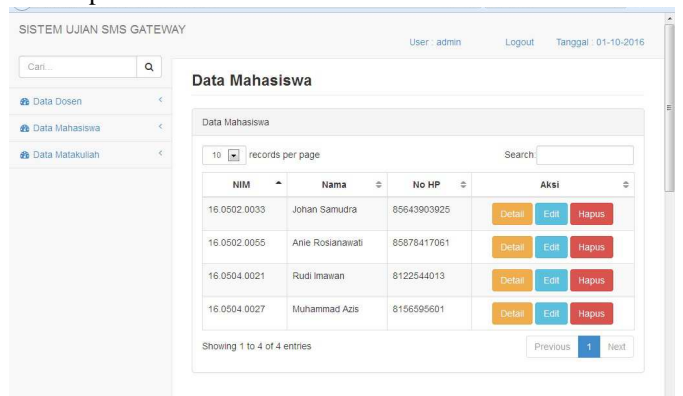 SISTEM UJIAN SMS GATEWAY
User : admin Logout Tanggal : 01-10-2016
Cari...
Data Dosen
Data Mahasiswa
Data Matakuliah
Data Mahasiswa
Data Mahasiswa
10 records per page Search:
NIM Nama No HP Aksi
16.0502.0033 Johan Samudra 85643903925 Detail Edit Hapus
16.0502.0055 Anie Rosianawati 85878417061 Detail Edit Hapus
16.0504.0021 Rudi Imawan 8122544013 Detail Edit Hapus
16.0504.0027 Muhammad Azis 8156595601 Detail Edit Hapus
Showing 1 to 4 of 4 entries Previous 1 Next